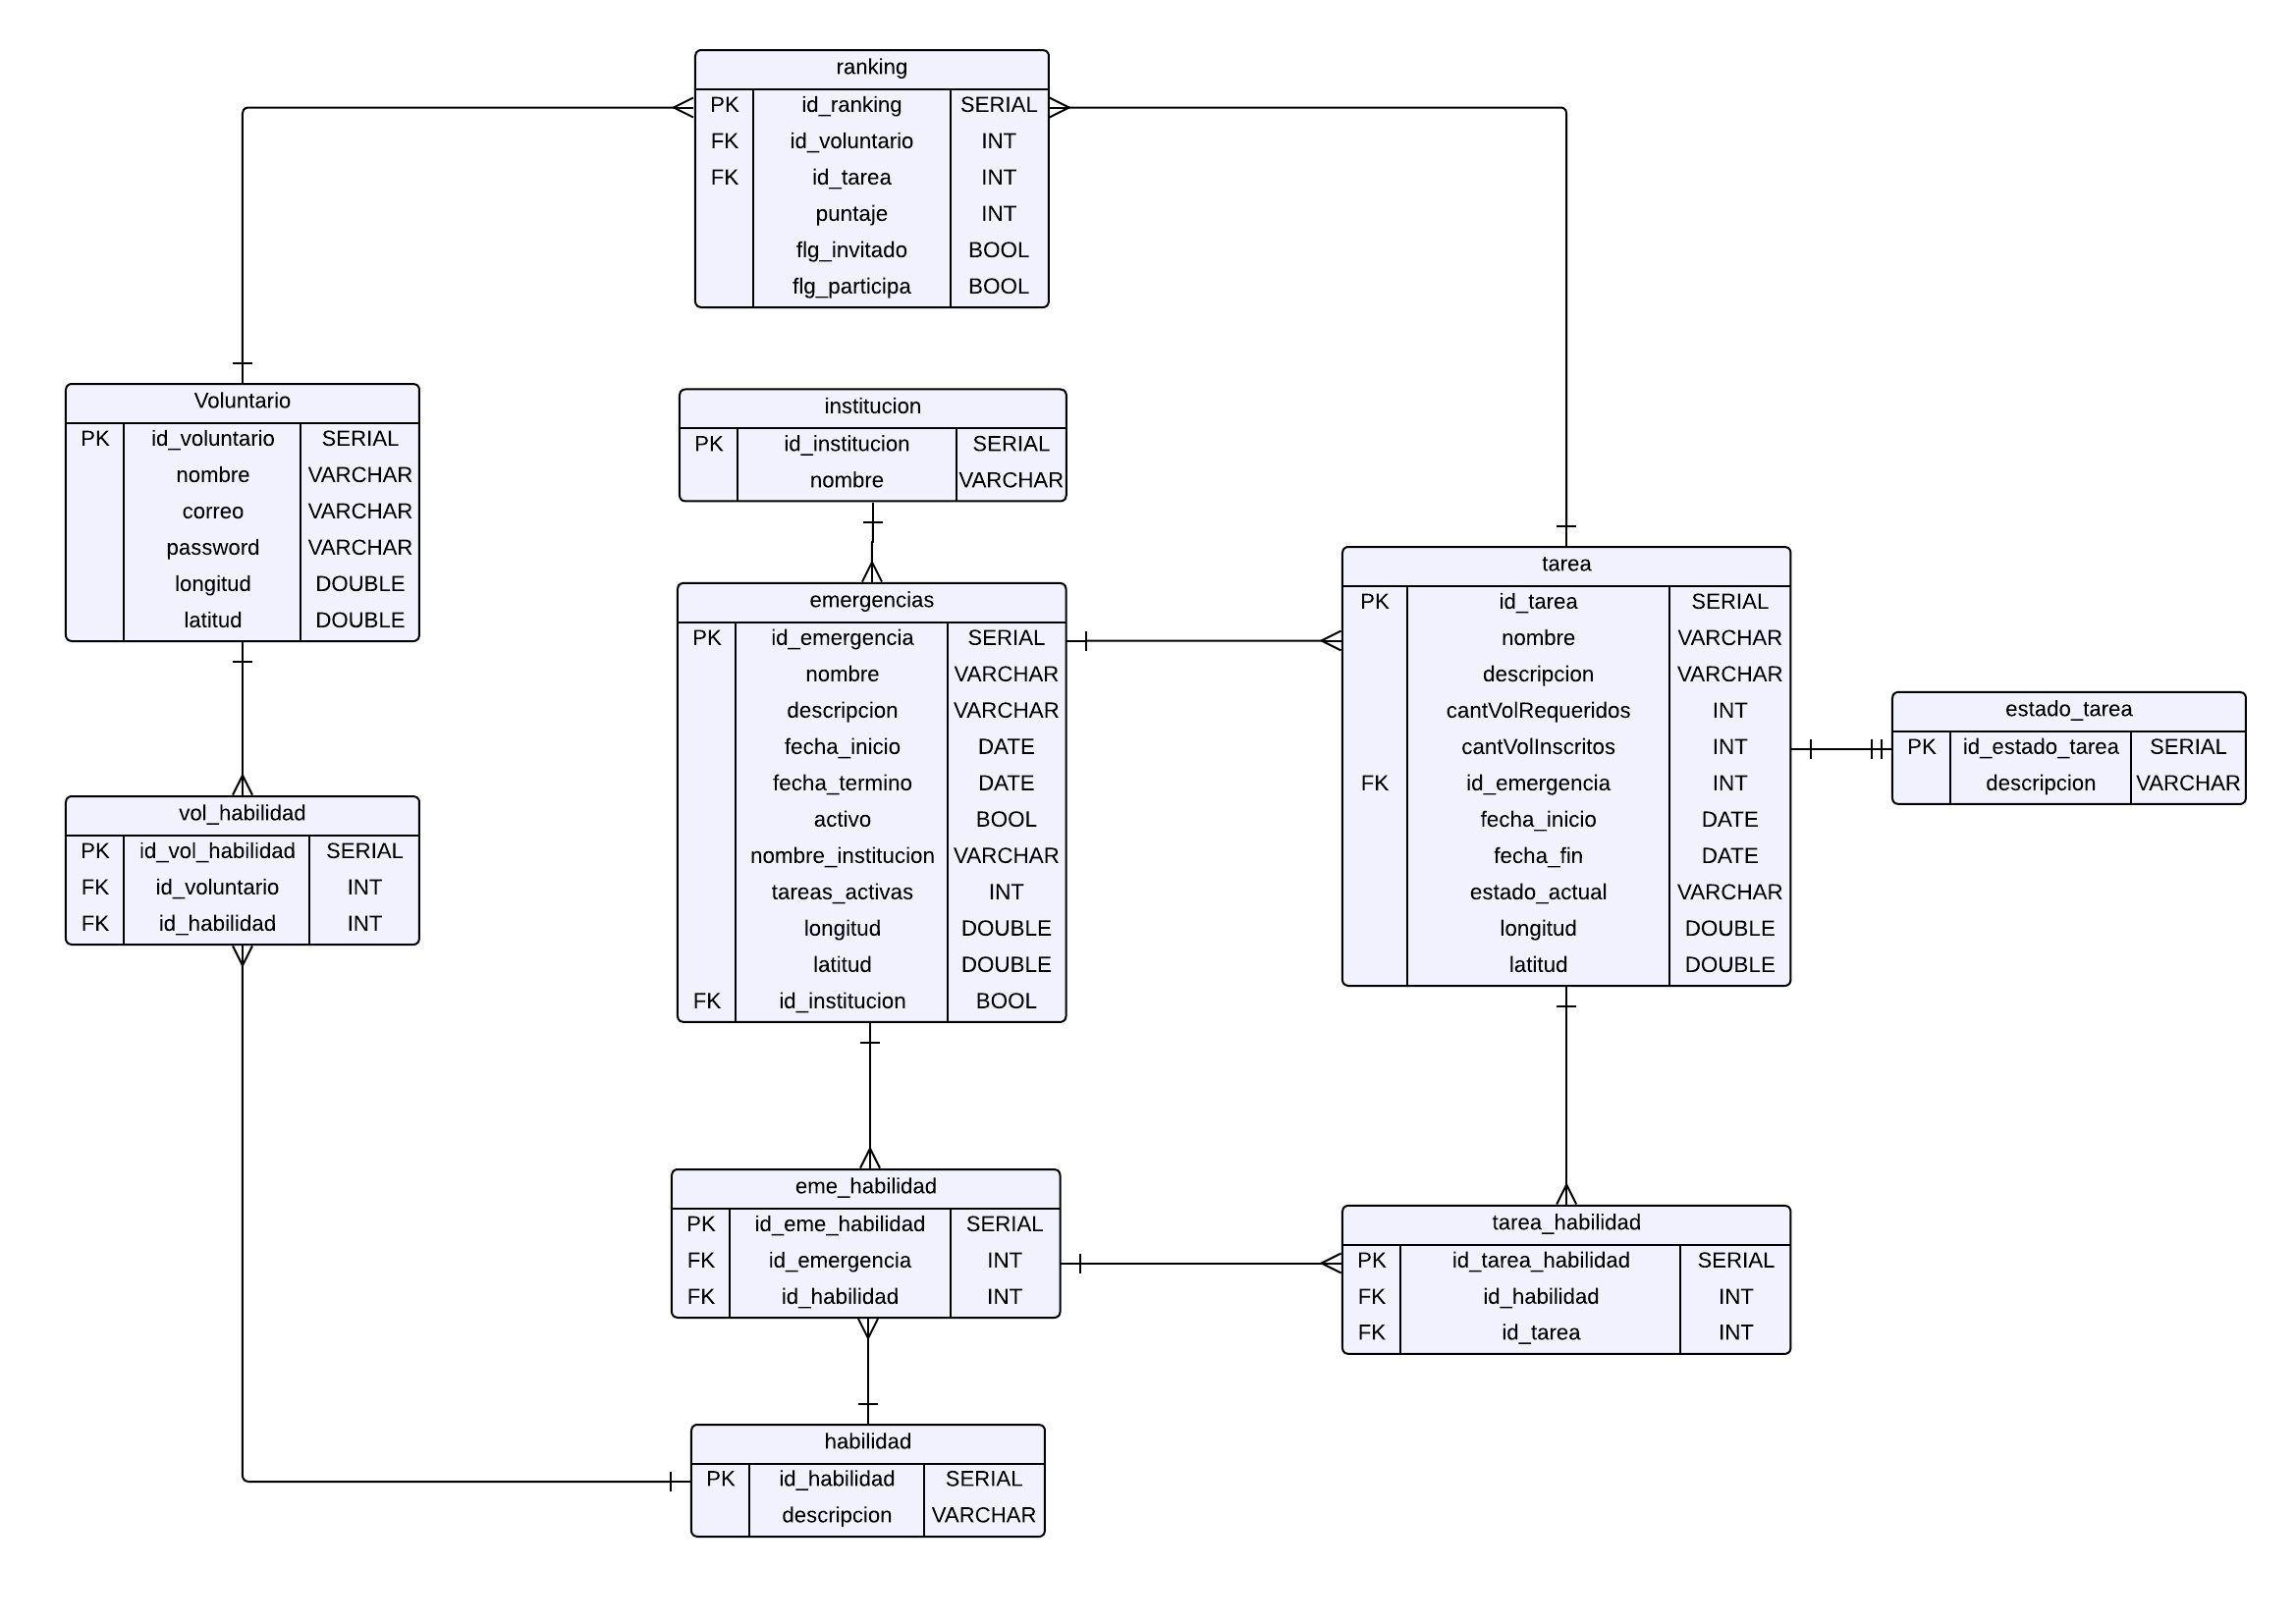 ranking
PK id_ranking SERIAL
FK id_voluntario INT
FK id_tarea INT
puntaje INT
flg_invitado BOOL
flg_participa BOOL
Voluntario
PK id_voluntario SERIAL
nombre VARCHAR
correo VARCHAR
password VARCHAR
longitud DOUBLE
latitud DOUBLE
institucion
PK id_institucion SERIAL
nombre VARCHAR
emergencias
PK id_emergencia SERIAL
nombre VARCHAR
descripcion VARCHAR
fecha_inicio DATE
fecha_termino DATE
activo BOOL
nombre_institucion VARCHAR
tareas_activas INT
longitud DOUBLE
latitud DOUBLE
FK id_institucion BOOL
tarea
PK id_tarea SERIAL
nombre VARCHAR
descripcion VARCHAR
cantVolRequeridos INT
cantVolInscritos INT
FK id_emergencia INT
fecha_inicio DATE
fecha_fin DATE
estado_actual VARCHAR
longitud DOUBLE
latitud DOUBLE
estado_tarea
PK id_estado_tarea SERIAL
descripcion VARCHAR
vol_habilidad
PK id_vol_habilidad SERIAL
FK id_voluntario INT
FK id_habilidad INT
eme_habilidad
PK id_eme_habilidad SERIAL
FK id_emergencia INT
FK id_habilidad INT
tarea_habilidad
PK id_tarea_habilidad SERIAL
FK id_habilidad INT
FK id_tarea INT
habilidad
PK id_habilidad SERIAL
descripcion VARCHAR